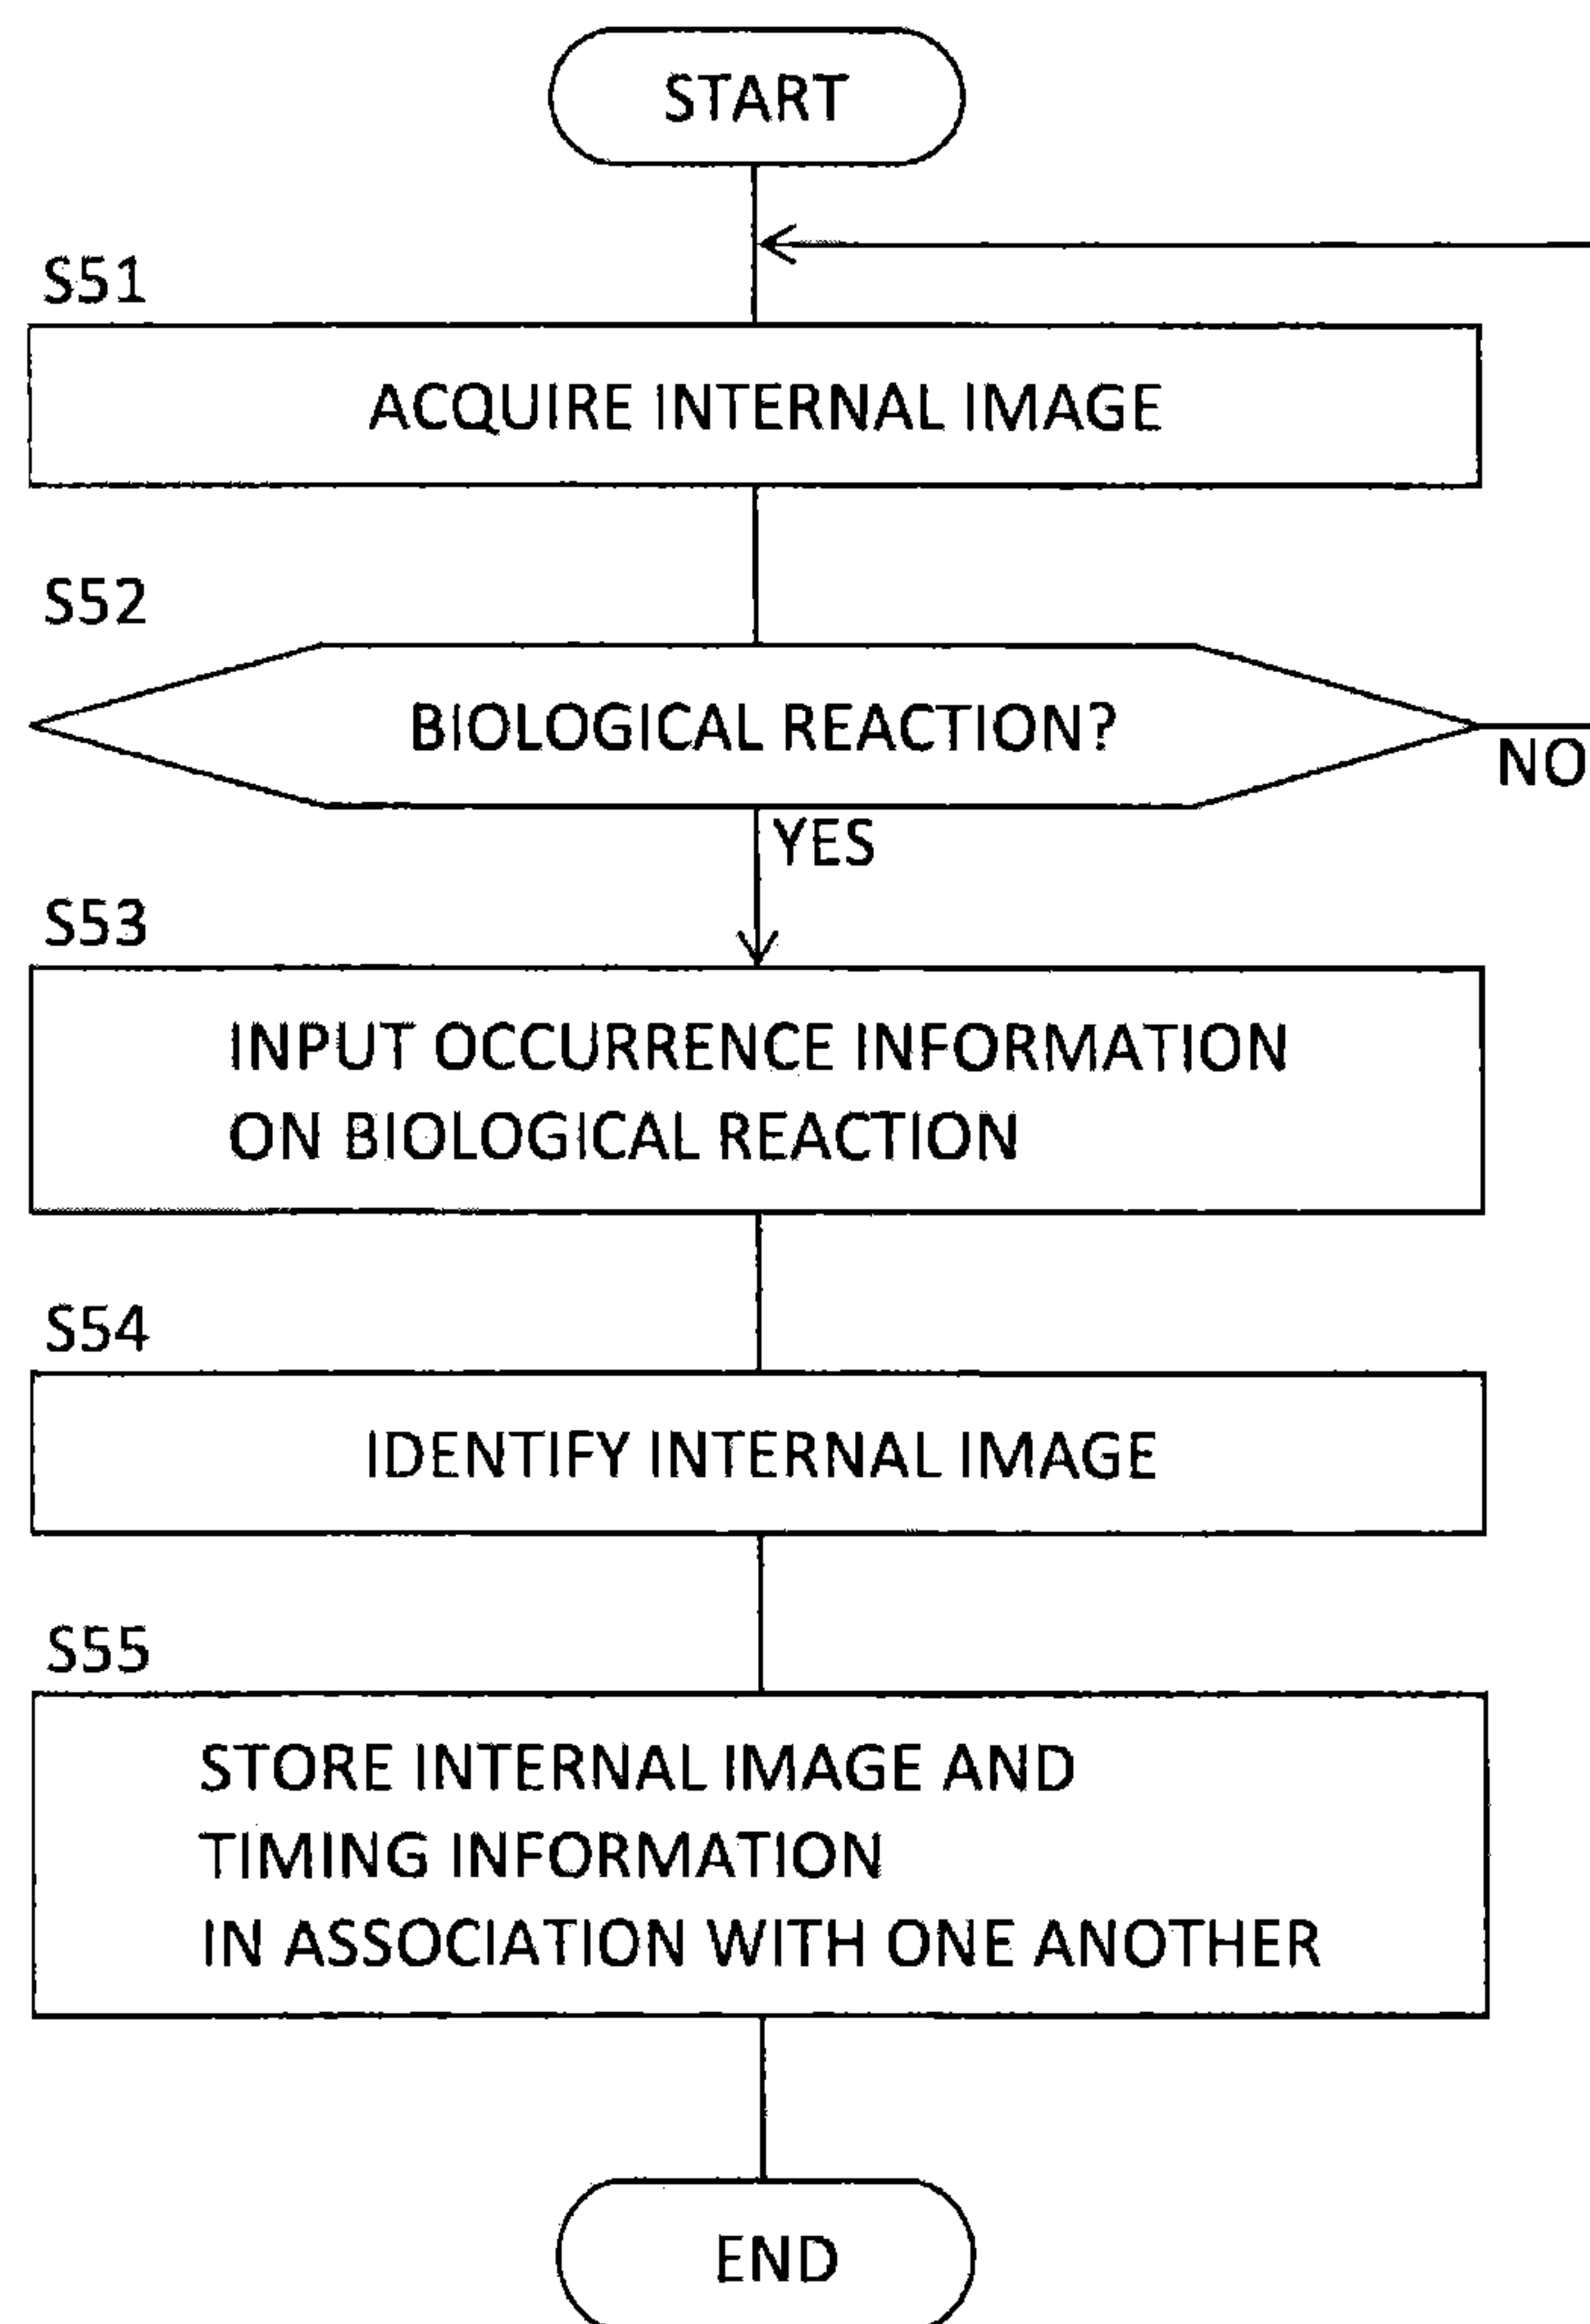 START
S51
ACQUIRE INTERNAL IMAGE
S52
BIOLOGICAL REACTION?
NO
YES
S53
INPUT OCCURRENCE INFORMATION
ON BIOLOGICAL REACTION
S54
IDENTIFY INTERNAL IMAGE
S55
STORE INTERNAL IMAGE AND
TIMING INFORMATION
IN ASSOCIATION WITH ONE ANOTHER
END